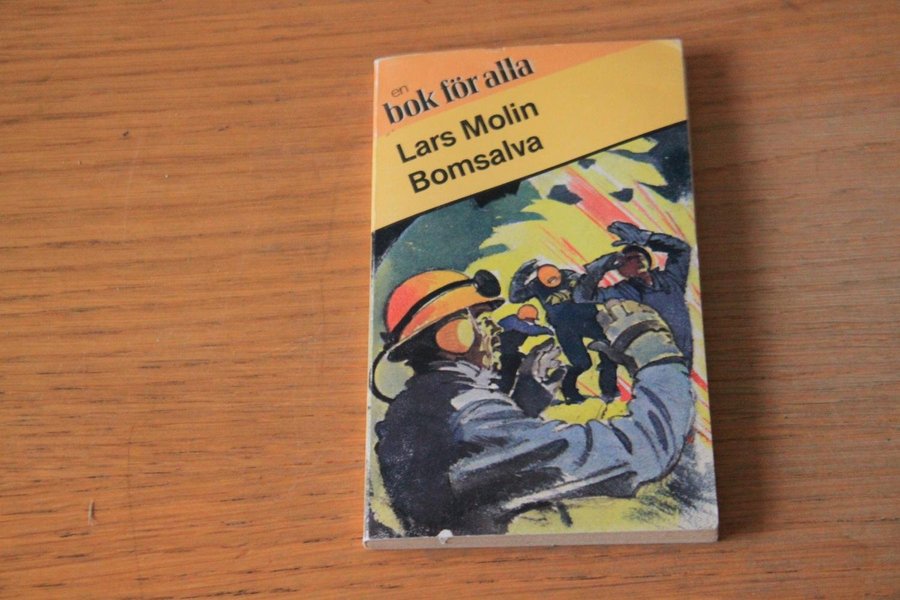 en
bok för alla
Lars Molin
Bomsalva